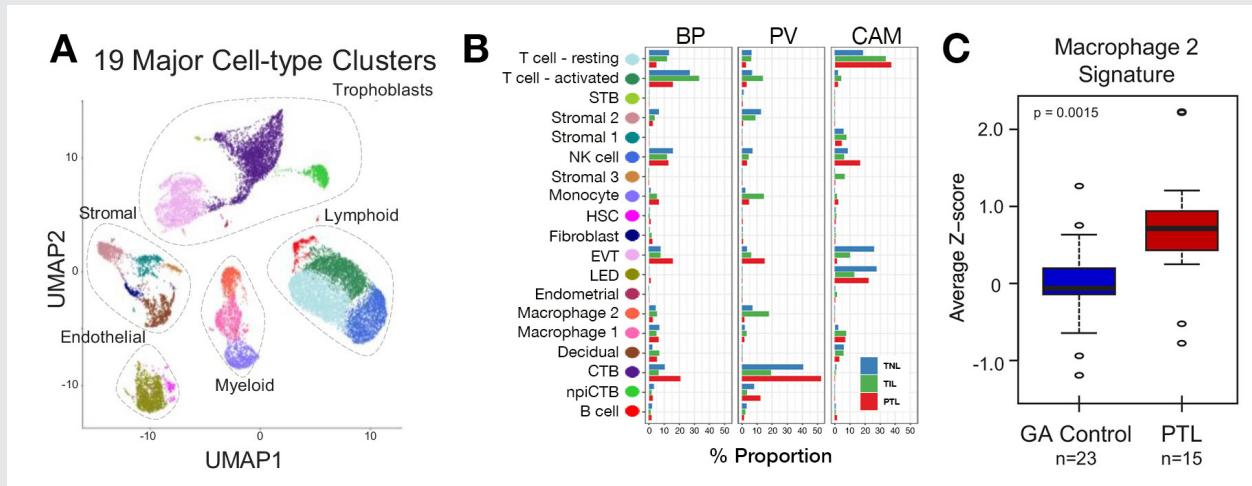 A
19 Major Cell-type Clusters
Trophoblasts
Stromal
Lymphoid
Endothelial
Myeloid
UMAP2
10
0
-10
-10
0
10
UMAP1
B
BP
PV
CAM
T cell - resting
T cell - activated
STB
Stromal 2
Stromal 1
NK cell
Stromal 3
Monocyte
HSC
Fibroblast
EVT
LED
Endometrial
Macrophage 2
Macrophage 1
Decidual
CTB
npiCTB
B cell
TNL
TIL
PTL
0 10 20 30 40 50
0 10 20 30 40 50
0 10 20 30 40 50
% Proportion
C
Macrophage 2
Signature
p = 0.0015
Average Z-score
2.0
1.0
0
-1.0
GA Control
n=23
PTL
n=15